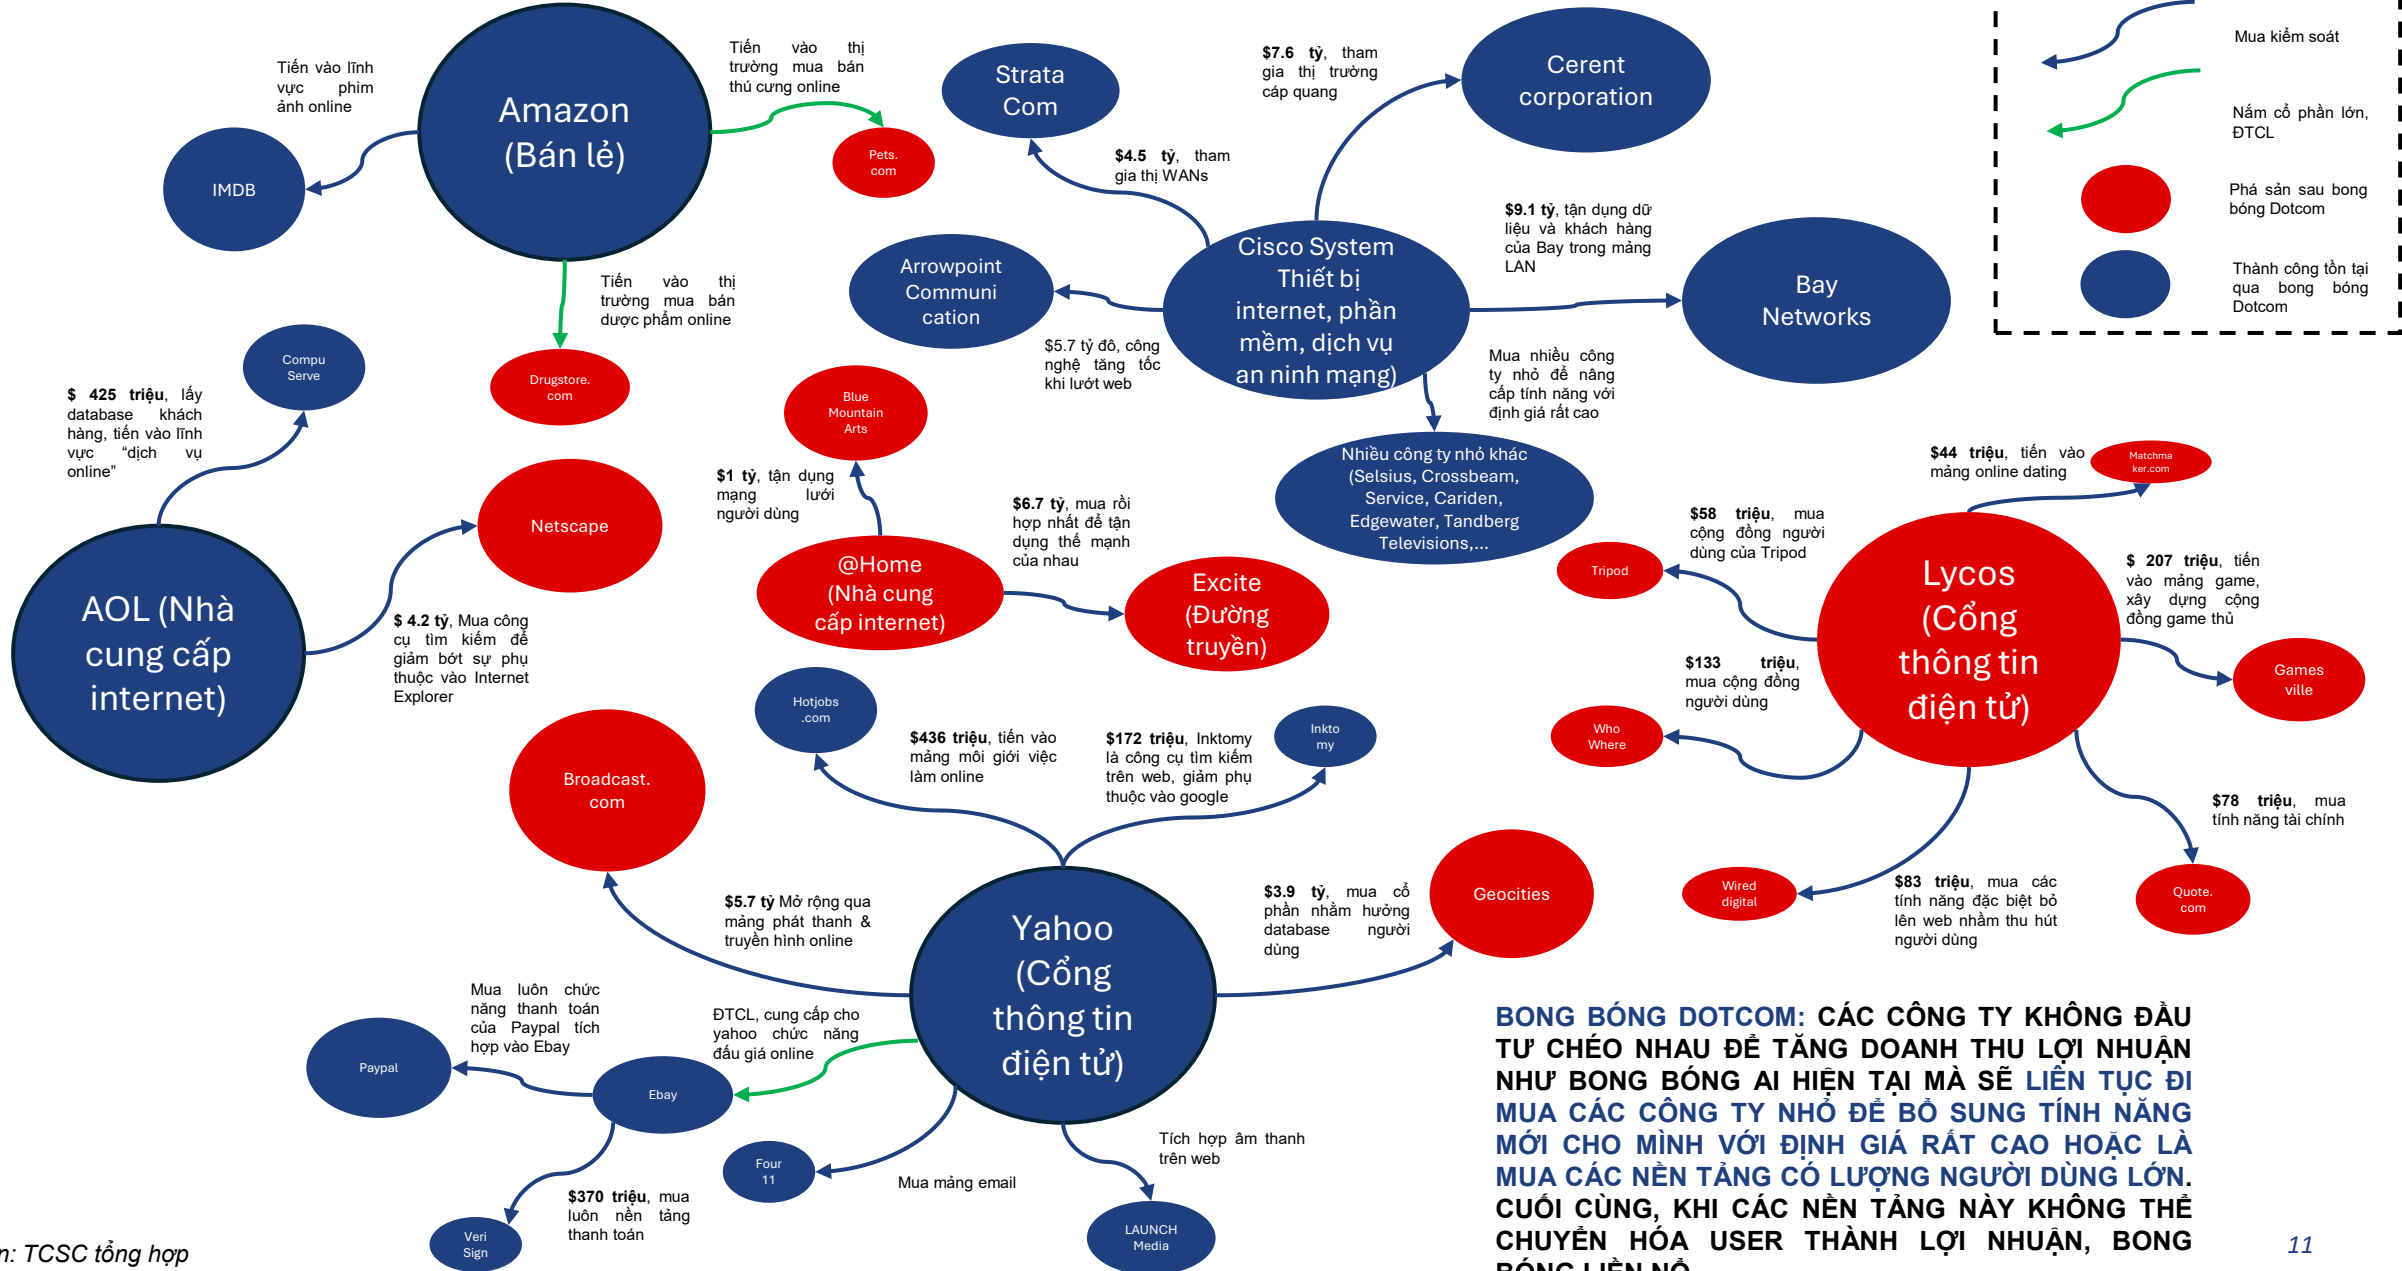 Tiến vào lĩnh
vực phim
ảnh online
IMDB
Amazon
(Bán lẻ)
Tiến vào thị
trường mua bán
thú cưng online
Pets.
com
Tiến vào thị
trường mua bán
dược phẩm online
Drugstore.
com
Strata
Com
$7.6 tỷ, tham
gia thị trường
cáp quang
Cerent
corporation
$4.5 tỷ, tham
gia thị WANs
Arrowpoint
Communi
cation
$5.7 tỷ đô, công
nghệ tăng tốc
khi lướt web
Cisco System
Thiết bị
internet, phần
mềm, dịch vụ
an ninh mạng)
$9.1 tỷ, tận dụng dữ
liệu và khách hàng
của Bay trong mảng
LAN
Bay
Networks
Mua nhiều công
ty nhỏ để nâng
cấp tính năng với
định giá rất cao
Nhiều công ty nhỏ khác
(Selsius, Crossbeam,
Service, Cariden,
Edgewater, Tandberg
Televisions,...
Mua kiểm soát
Nắm cổ phần lớn,
ĐTCL
Phá sản sau bong
bóng Dotcom
Thành công tồn tại
qua bong bóng
Dotcom
Compu
Serve
$ 425 triệu, lấy
database khách
hàng, tiến vào lĩnh
vực “dịch vụ
online”
AOL (Nhà
cung cấp
internet)
Netscape
$ 4.2 tỷ, Mua công
cụ tìm kiếm để
giảm bớt sự phụ
thuộc vào Internet
Explorer
Blue
Mountain
Arts
$1 tỷ, tận dụng
mạng lưới
người dùng
@Home
(Nhà cung
cấp internet)
$6.7 tỷ, mua rồi
hợp nhất để tận
dụng thế mạnh
của nhau
Excite
(Đường
truyền)
$44 triệu, tiến vào
mảng online dating
Matchma
ker.com
$58 triệu, mua
cộng đồng người
dùng của Tripod
Tripod
Lycos
(Cổng
thông tin
điện tử)
$ 207 triệu, tiến
vào mảng game,
xây dựng cộng
đồng game thủ
Games
ville
$133 triệu,
mua cộng đồng
người dùng
Who
Where
$78 triệu, mua
tính năng tài chính
Quote.
com
Wired
digital
$83 triệu, mua các
tính năng đặc biệt bỏ
lên web nhằm thu hút
người dùng
Hotjobs
.com
$436 triệu, tiến vào
mảng môi giới việc
làm online
$172 triệu, Inktomy
là công cụ tìm kiếm
trên web, giảm phụ
thuộc vào google
Inkto
my
Broadcast.
com
$5.7 tỷ Mở rộng qua
mảng phát thanh &
truyền hình online
Yahoo
(Cổng
thông tin
điện tử)
$3.9 tỷ, mua cổ
phần nhằm hưởng
database người
dùng
Geocities
Mua luôn chức
năng thanh toán
của Paypal tích
hợp vào Ebay
Paypal
ĐTCL, cung cấp cho
yahoo chức năng
đấu giá online
Ebay
Four
11
Mua mảng email
Tích hợp âm thanh
trên web
LAUNCH
Media
$370 triệu, mua
luôn nền tảng
thanh toán
Veri
Sign
BONG BÓNG DOTCOM: CÁC CÔNG TY KHÔNG ĐẦU
TƯ CHÉO NHAU ĐỂ TĂNG DOANH THU LỢI NHUẬN
NHƯ BONG BÓNG AI HIỆN TẠI MÀ SẼ LIÊN TỤC ĐI
MUA CÁC CÔNG TY NHỎ ĐỂ BỔ SUNG TÍNH NĂNG
MỚI CHO MÌNH VỚI ĐỊNH GIÁ RẤT CAO HOẶC LÀ
MUA CÁC NỀN TẢNG CÓ LƯỢNG NGƯỜI DÙNG LỚN.
CUỐI CÙNG, KHI CÁC NỀN TẢNG NÀY KHÔNG THỂ
CHUYỂN HÓA USER THÀNH LỢI NHUẬN, BONG
BÓNG LIỀN NỔ
n: TCSC tổng hợp
11